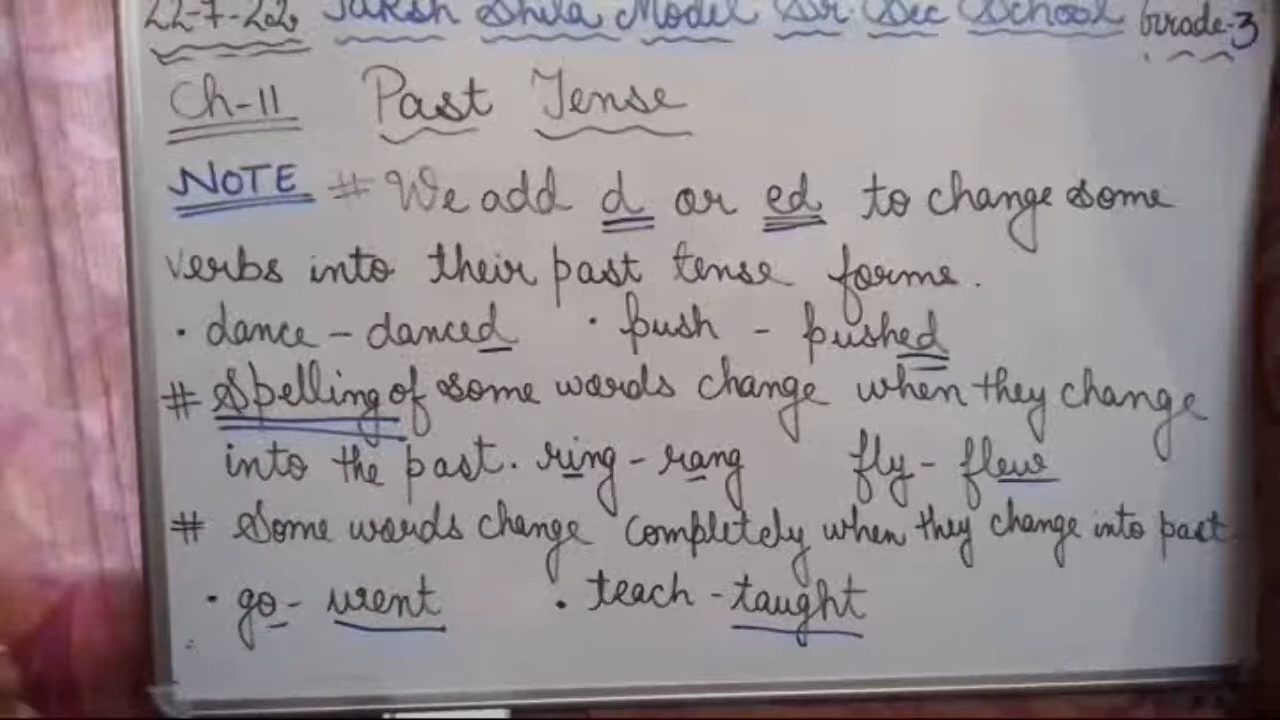 22-7-202 Taksh Shila Model Sr. Sec School Grade-3
Ch-11 Past Tense
NOTE # We add d or ed to change some
verbs into their past tense forms.
• dance - danced • push - pushed
# Spelling of some words change when they change
into the past. ring - rang fly - flew
# Some words change completely when they change into past
• go - went • teach - taught